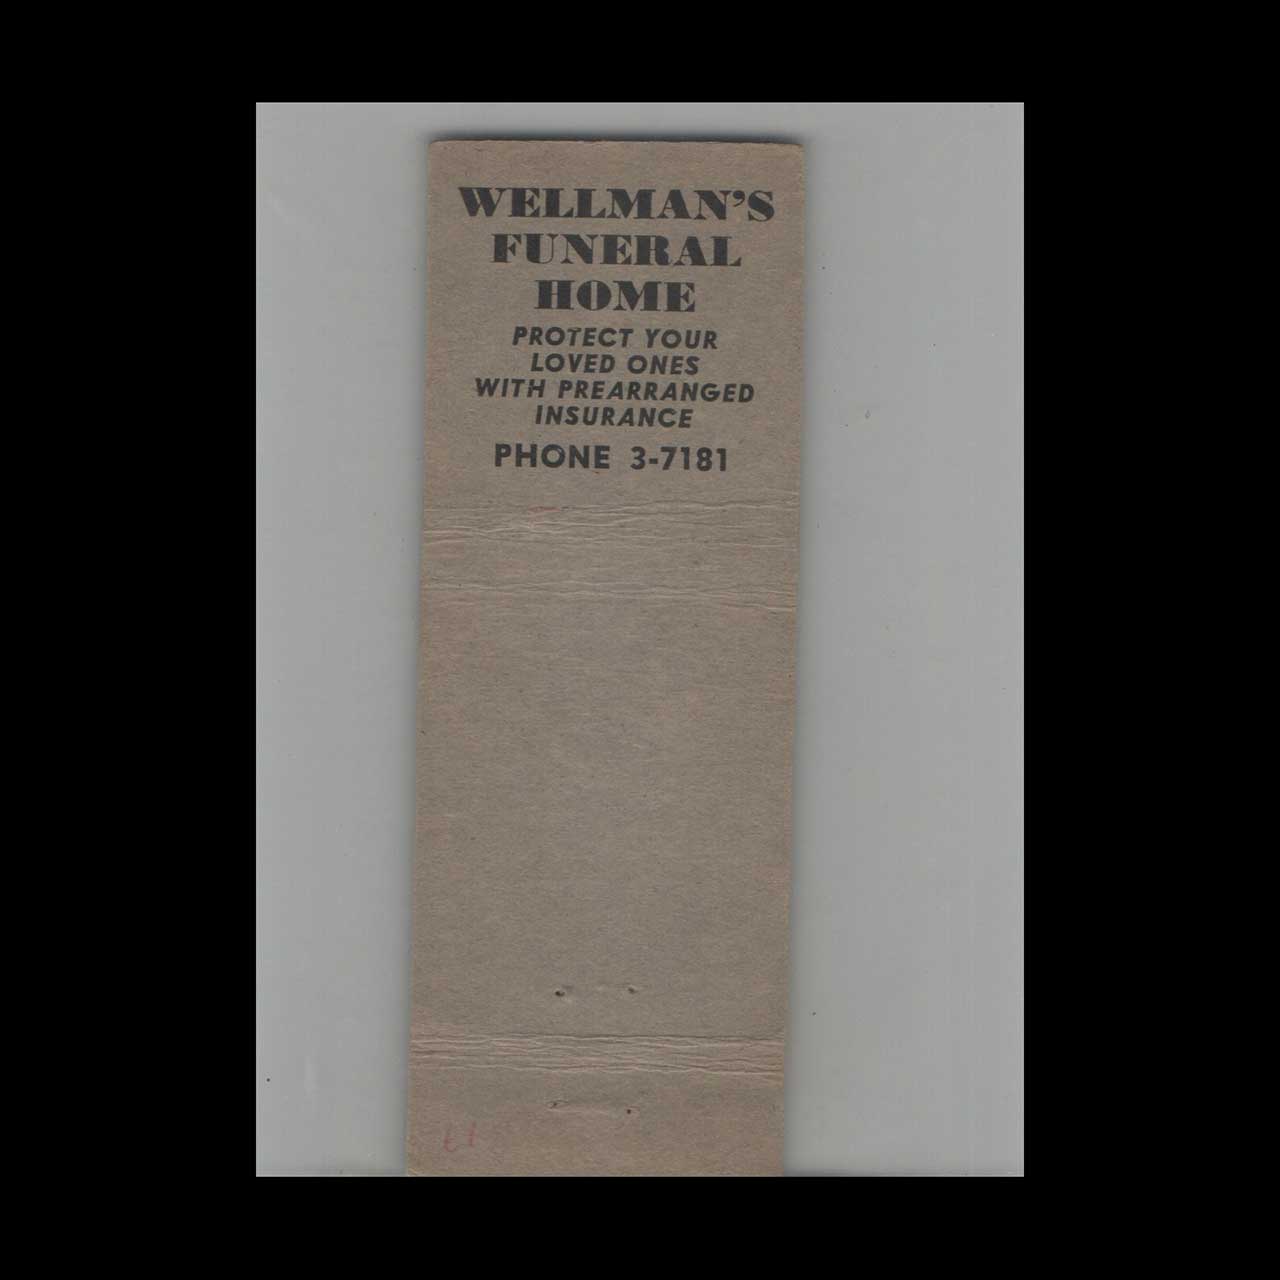 WELLMAN'S
FUNERAL
HOME
PROTECT YOUR
LOVED ONES
WITH PREARRANGED
INSURANCE
PHONE 3-7181